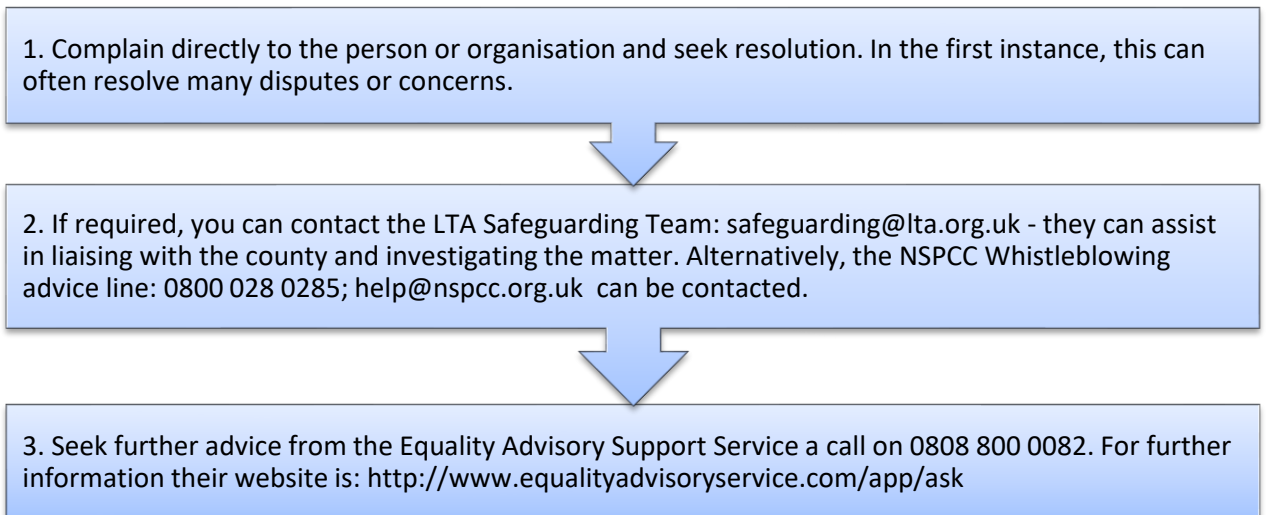 1. Complain directly to the person or organisation and seek resolution. In the first instance, this can
often resolve many disputes or concerns.
2. If required, you can contact the LTA Safeguarding Team: safeguarding@lta.org.uk - they can assist
in liaising with the county and investigating the matter. Alternatively, the NSPCC Whistleblowing
advice line: 0800 028 0285; help@nspcc.org.uk  can be contacted.
3. Seek further advice from the Equality Advisory Support Service a call on 0808 800 0082. For further
information their website is: http://www.equalityadvisoryservice.com/app/ask